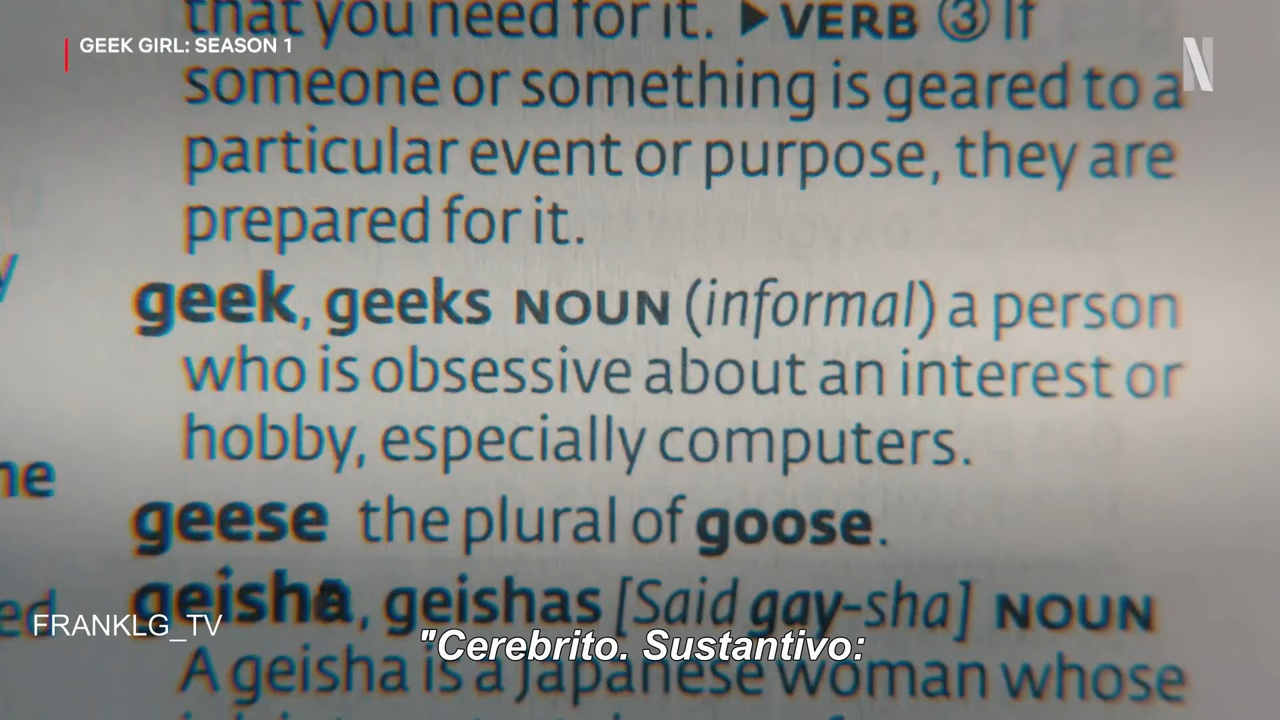 that you need for it. ▶ VERB ③ If
GEEK GIRL: SEASON 1
N
someone or something is geared to a
particular event or purpose, they are
prepared for it.
geek, geeks NOUN (informal) a person
who is obsessive about an interest or
hobby, especially computers.
ne
geese the plural of goose.
geisha, geishas [Said gay-sha] NOUN
ed
FRANKLG_TV
"Cerebrito. Sustantivo:
A geisha is a Japanese woman whose